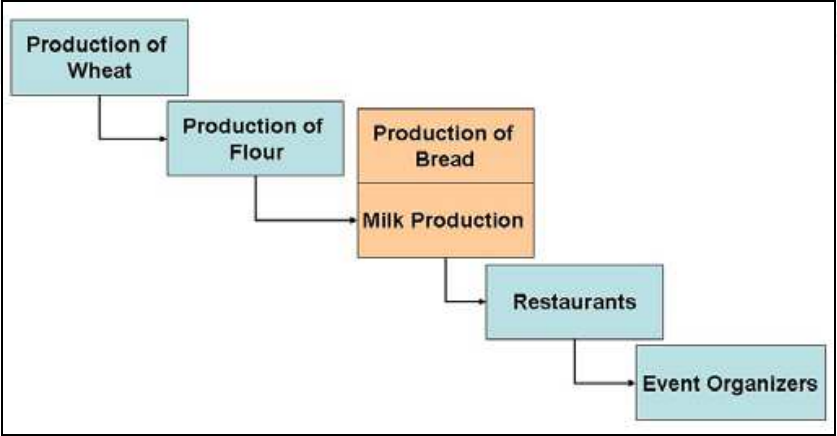 Production of
Wheat
Production of
Flour
Production of
Bread
Milk Production
Restaurants
Event Organizers